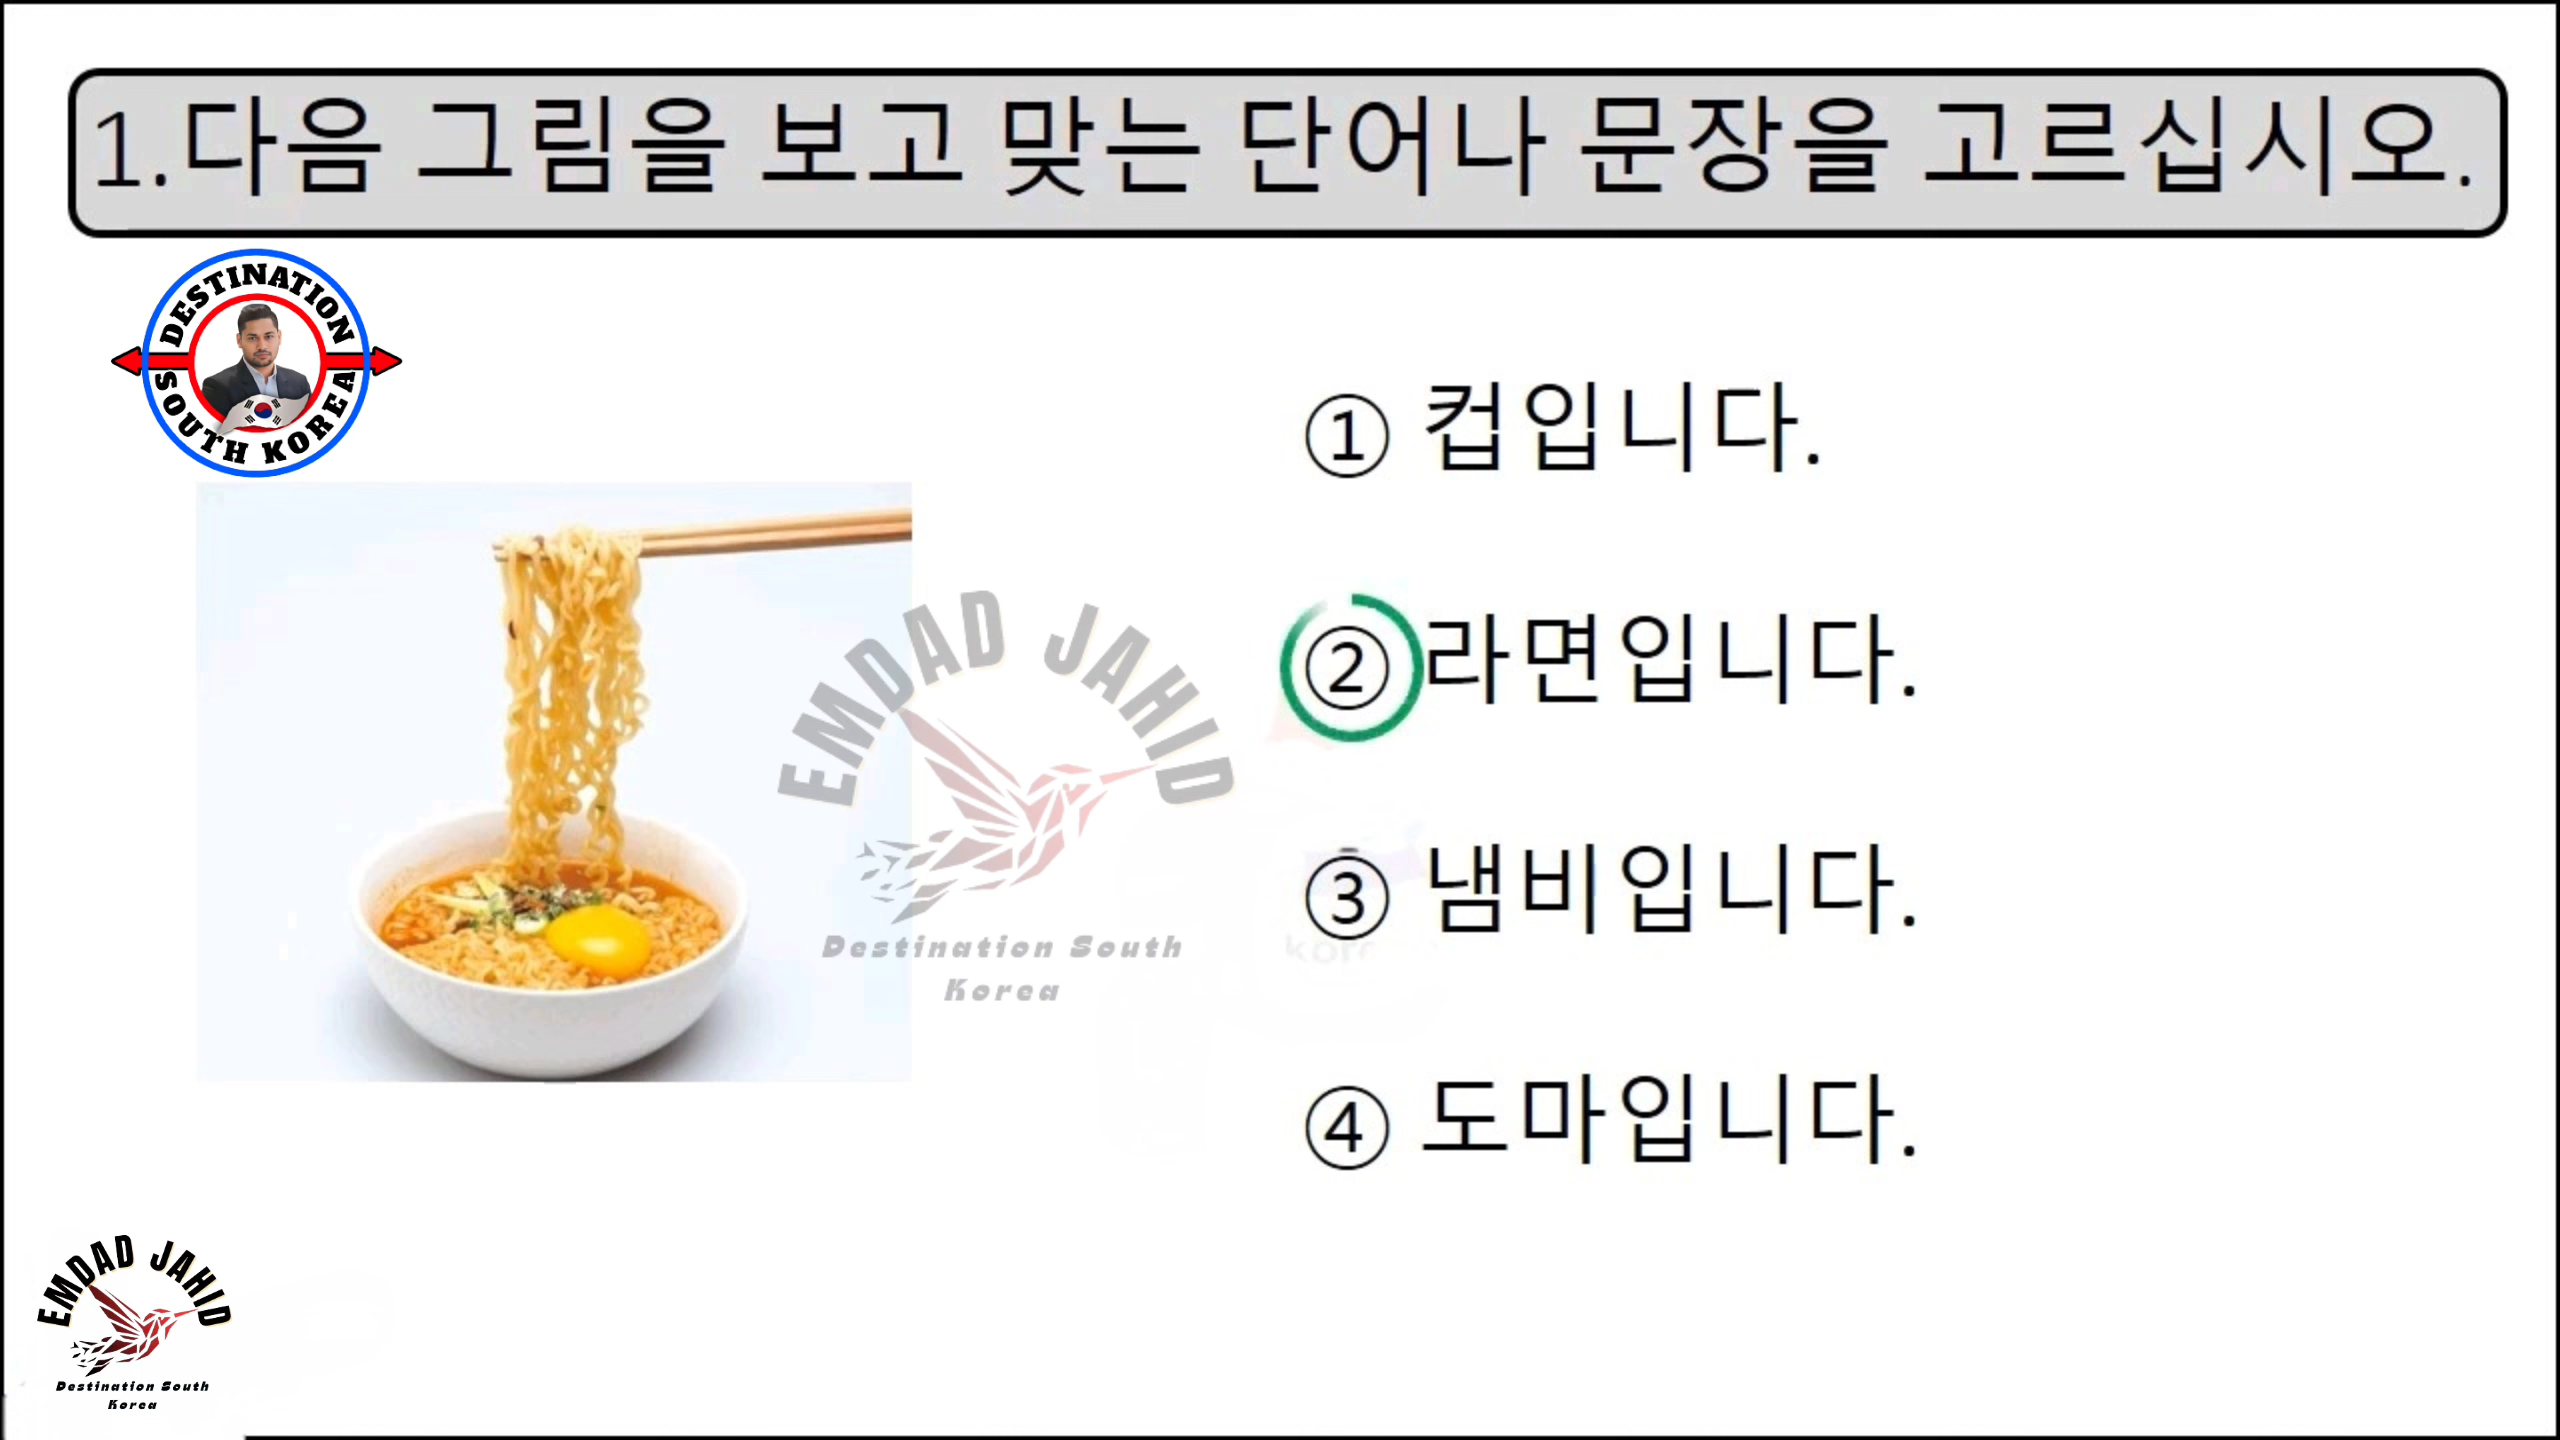 1.다음 그림을 보고 맞는 단어나 문장을 고르십시오.
DESTINATION
SOUTH KOREA
① 컵입니다.
② 라면입니다.
③ 냄비입니다.
④ 도마입니다.
EMDAD JAHID
Destination South
Korea
EMDAD JAHID
Destination South
Korea